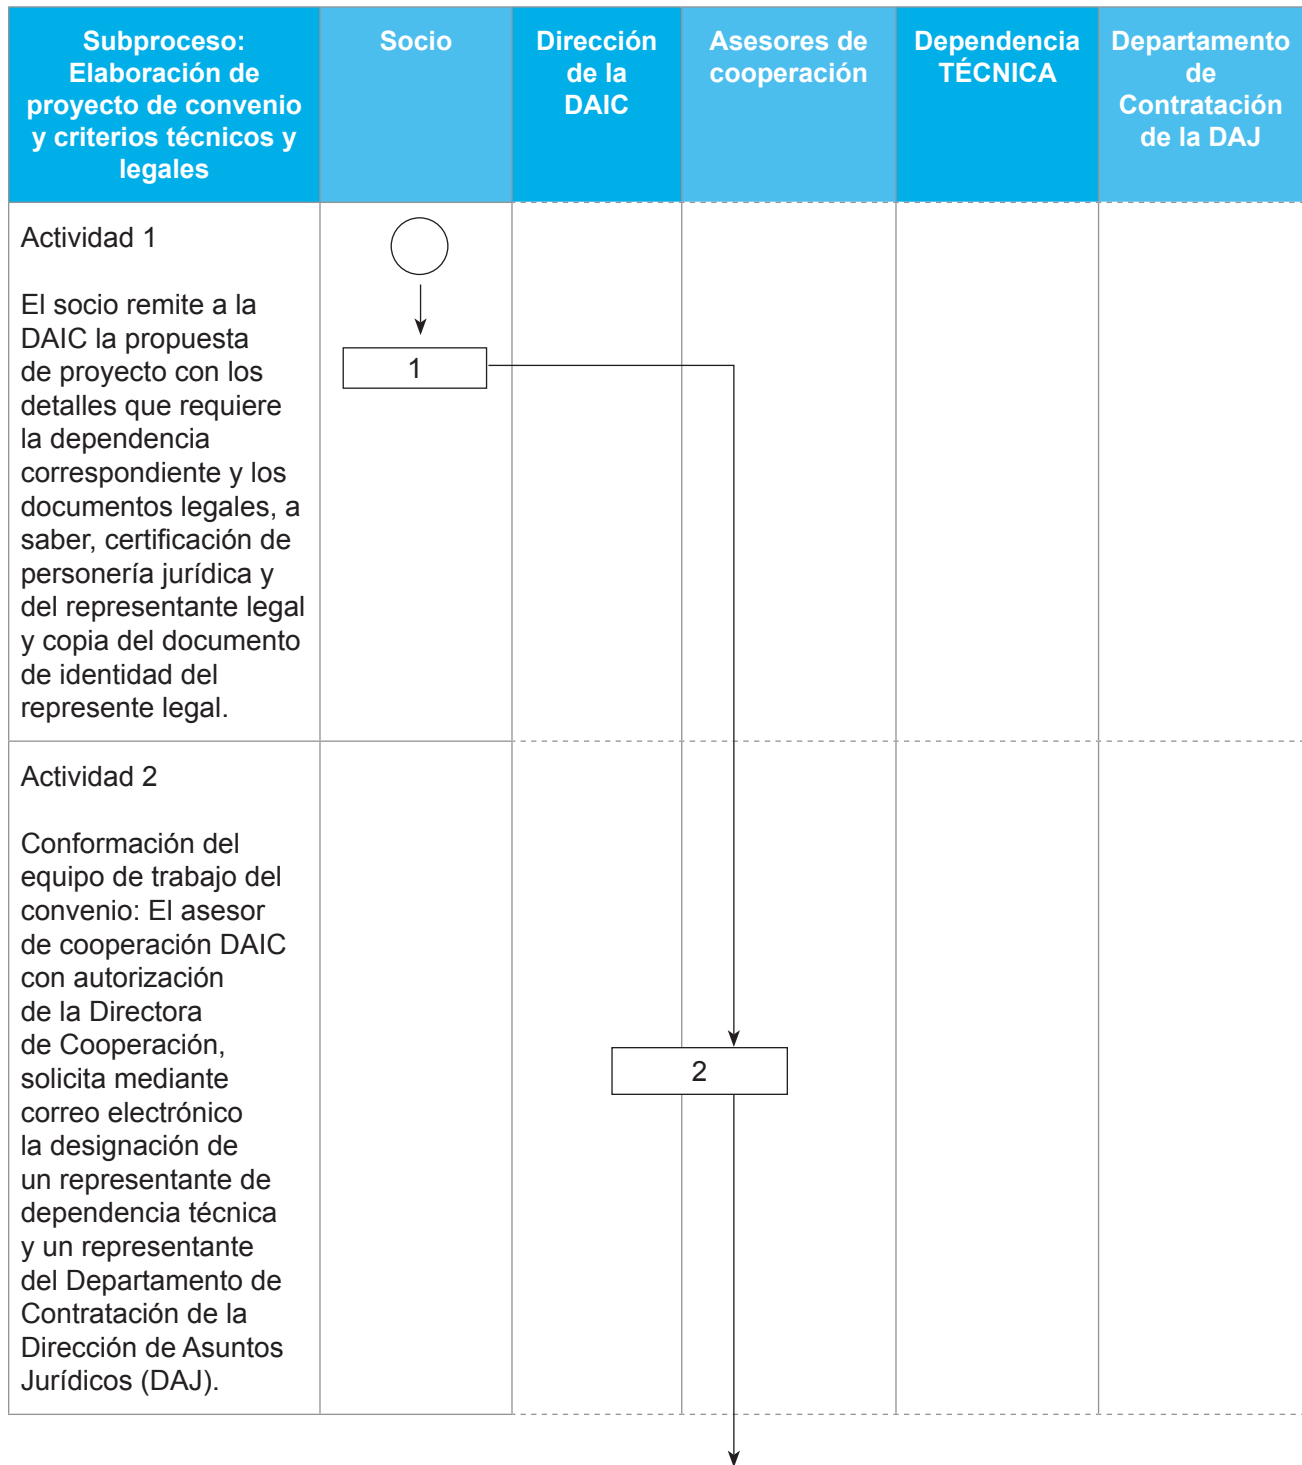 Subproceso:
Elaboración de
proyecto de convenio
y criterios técnicos y
legales
Socio
Dirección
de la
DAIC
Asesores de
cooperación
Dependencia
TÉCNICA
Departamento
de
Contratación
de la DAJ
Actividad 1
El socio remite a la
DAIC la propuesta
de proyecto con los
detalles que requiere
la dependencia
correspondiente y los
documentos legales, a
saber, certificación de
personería jurídica y
del representante legal
y copia del documento
de identidad del
represente legal.
1
Actividad 2
Conformación del
equipo de trabajo del
convenio: El asesor
de cooperación DAIC
con autorización
de la Directora
de Cooperación,
solicita mediante
correo electrónico
la designación de
un representante de
dependencia técnica
y un representante
del Departamento de
Contratación de la
Dirección de Asuntos
Jurídicos (DAJ).
2